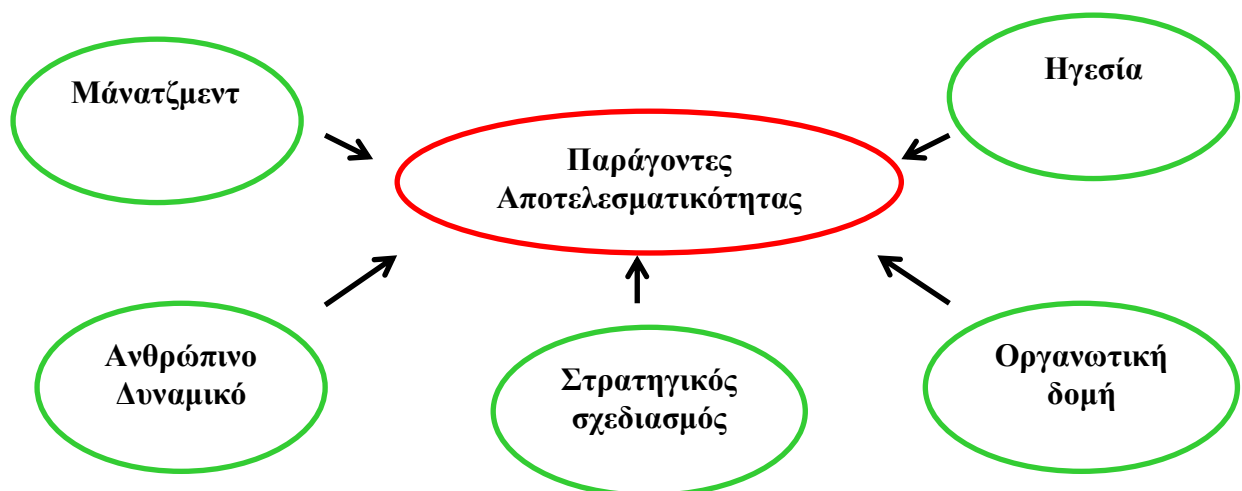 Μάνατζμεντ
Ηγεσία
Παράγοντες
Αποτελεσματικότητας
Ανθρώπινο
Δυναμικό
Στρατηγικός
σχεδιασμός
Οργανωτική
δομή